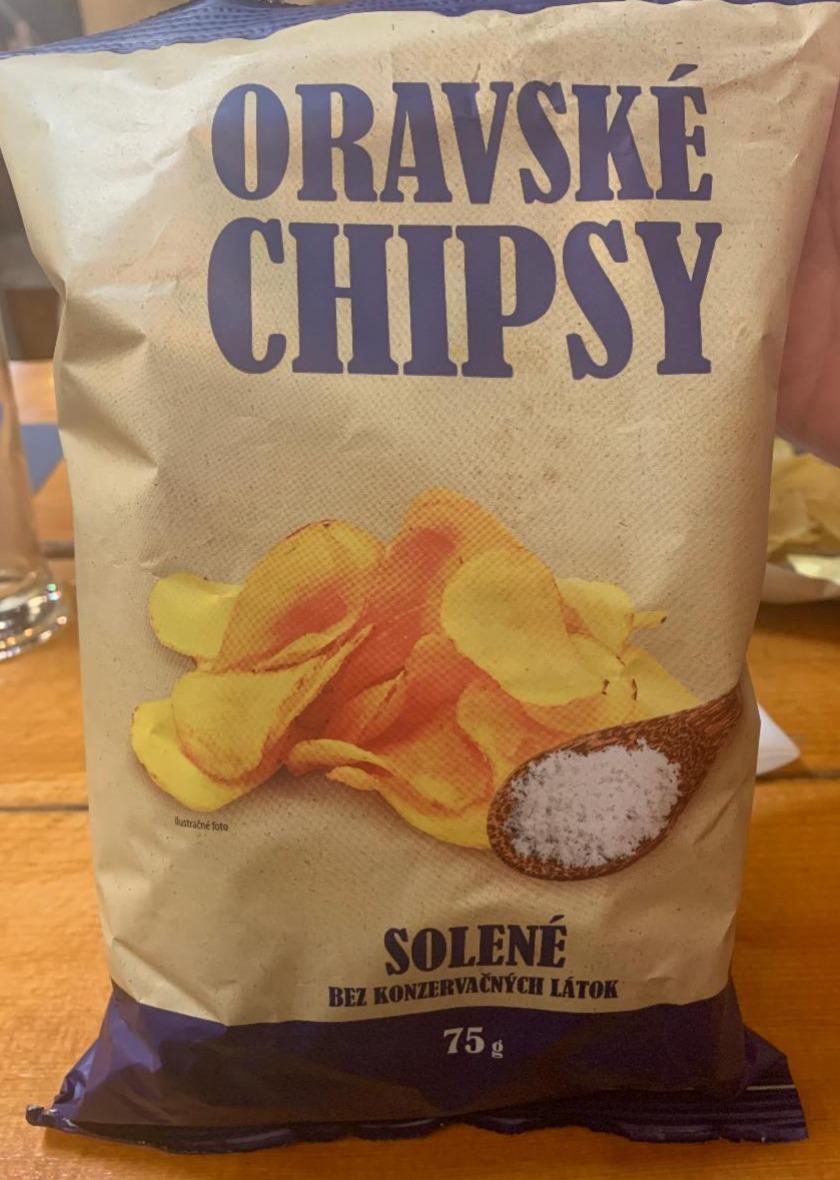 ORAVSKÉ
CHIPSY
ilustračné foto
SOLENÉ
BEZ KONZERVAČNÝCH LÁTOK
75 g